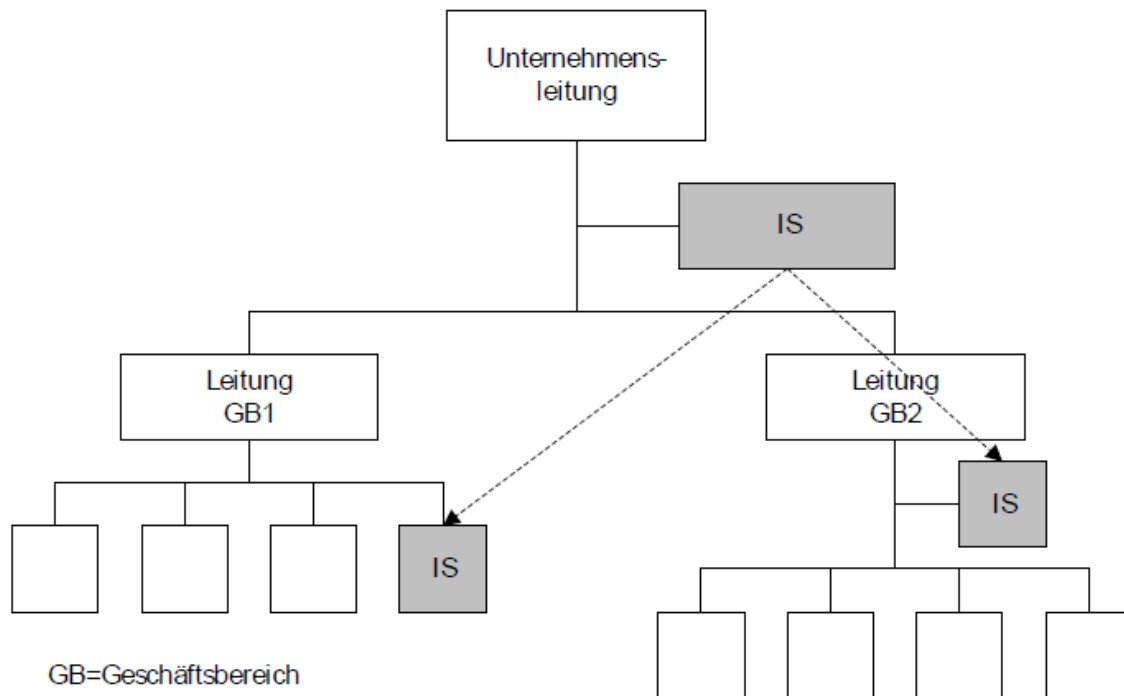 Unternehmens-
leitung
IS
Leitung
GB1
Leitung
GB2
IS
IS
GB=Geschäftsbereich